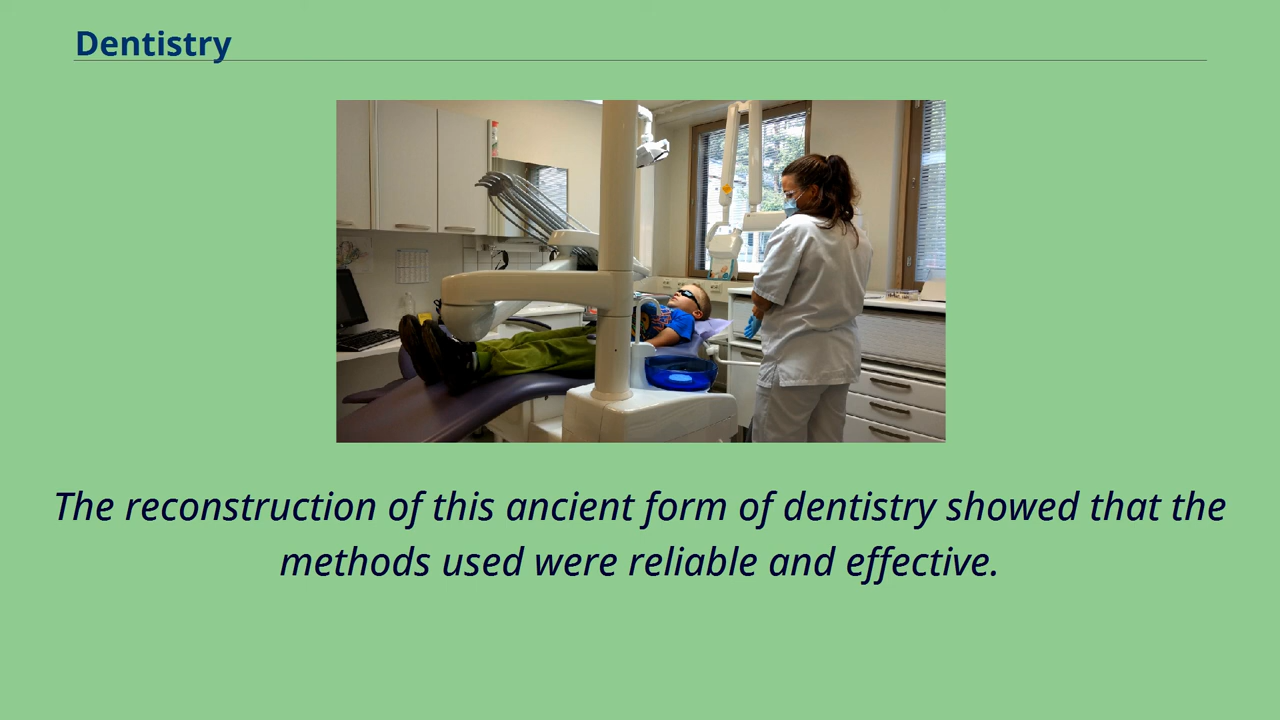 Dentistry
The reconstruction of this ancient form of dentistry showed that the
methods used were reliable and effective.